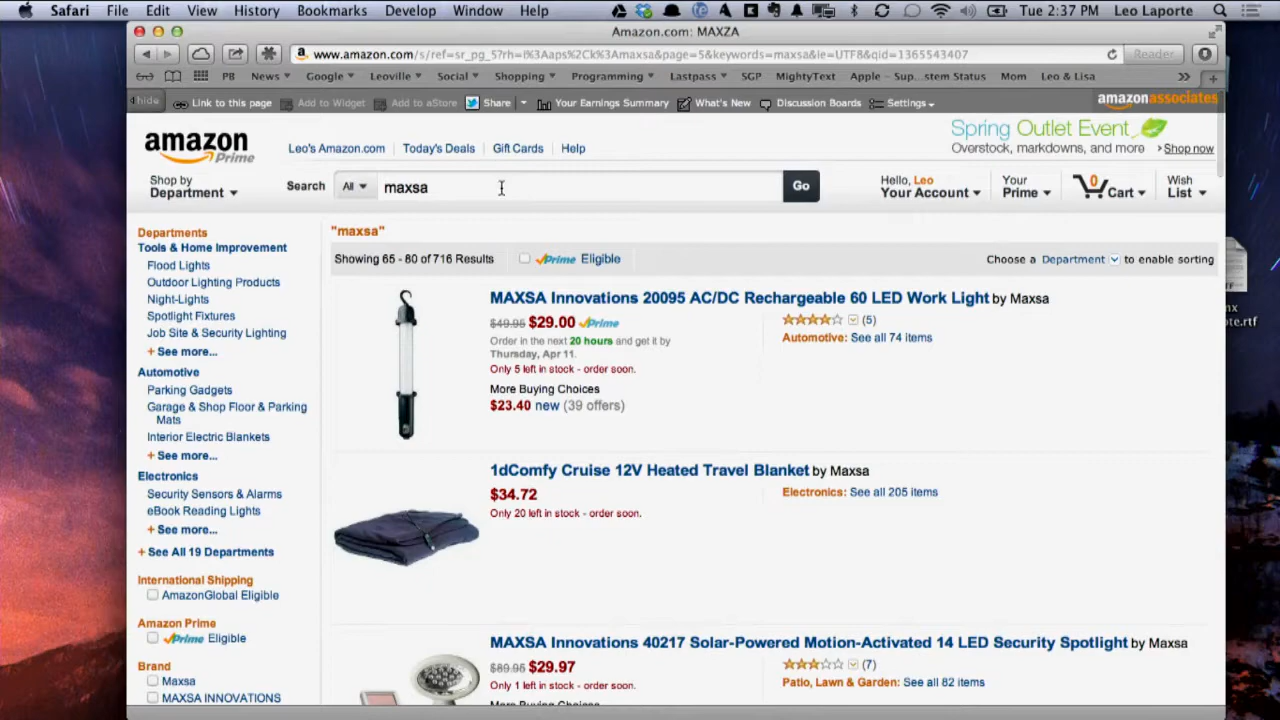 Safari File Edit View History Bookmarks Develop Window Help Tue 2:37 PM Leo Laporte
Amazon.com: MAXZA
www.amazon.com/s/ref=sr_pg_5?rh=i%3Aaps%2Ck%3Amaxsa&page=5&keywords=maxsa&ie=UTF8&qid=1365543407 Reader
PB News Google Leoville Social Shopping Programming Lastpass SGP MightyText Apple - Sup...stem Status Mom Leo & Lisa
hide Link to this page Add to Widget Add to aStore Share Your Earnings Summary What's New Discussion Boards Settings amazonassociates
amazon Prime
Leo's Amazon.com Today's Deals Gift Cards Help
Spring Outlet Event
Overstock, markdowns, and more Shop now
Shop by
Department
Search All maxsa Go
Hello, Leo
Your Account
Your
Prime
0
Cart
Wish
List
Departments
Tools & Home Improvement
Flood Lights
Outdoor Lighting Products
Night-Lights
Spotlight Fixtures
Job Site & Security Lighting
+ See more...
Automotive
Parking Gadgets
Garage & Shop Floor & Parking
Mats
Interior Electric Blankets
+ See more...
Electronics
Security Sensors & Alarms
eBook Reading Lights
+ See more...
+ See All 19 Departments
International Shipping
AmazonGlobal Eligible
Amazon Prime
Prime Eligible
Brand
Maxsa
MAXSA INNOVATIONS
"maxsa"
Showing 65 - 80 of 716 Results Prime Eligible Choose a Department to enable sorting
MAXSA Innovations 20095 AC/DC Rechargeable 60 LED Work Light by Maxsa
$49.95 $29.00 Prime
Order in the next 20 hours and get it by
Thursday, Apr 11.
Only 5 left in stock - order soon.
More Buying Choices
$23.40 new (39 offers)
(5)
Automotive: See all 74 items
1dComfy Cruise 12V Heated Travel Blanket by Maxsa
$34.72
Only 20 left in stock - order soon.
Electronics: See all 205 items
MAXSA Innovations 40217 Solar-Powered Motion-Activated 14 LED Security Spotlight by Maxsa
$89.95 $29.97
Only 1 left in stock - order soon.
More Buying Choices
(7)
Patio, Lawn & Garden: See all 82 items